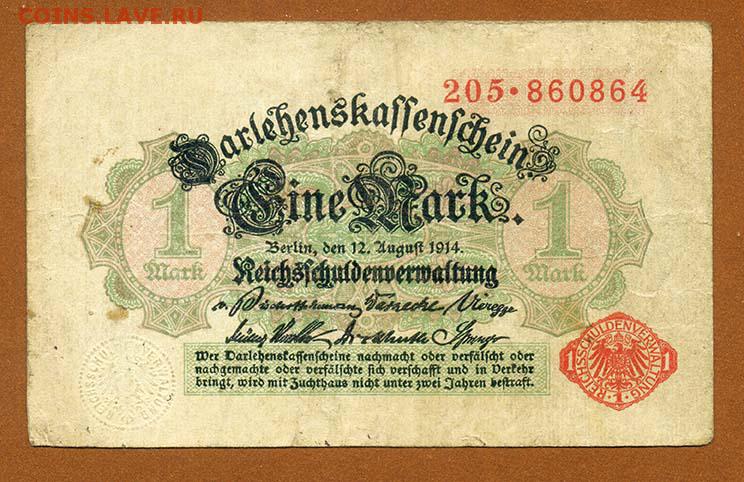 COINS.LAVE.RU
205·860864
Darlehenskassenschein.
1 Mark
Eine Mark.
1 Mark
Berlin, den 12. August 1914.
Reichsschuldenverwaltung
Wer Darlehenskassenscheine nachmacht oder verfälscht oder
nachgemachte oder verfälschte sich verschafft und in Verkehr
bringt, wird mit Zuchthaus nicht unter zwei Jahren bestraft.
REICHSSCHULDENVERWALTUNG
1 1
·1·